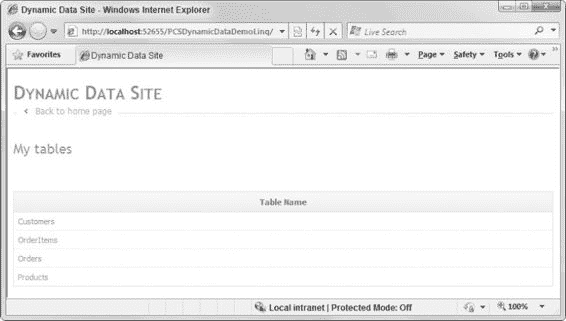 Dynamic Data Site - Windows Internet Explorer
http://localhost:52655/PCSDynamicDataDemoLinq/
Live Search
Favorites
Dynamic Data Site
Page
Safety
Tools
DYNAMIC DATA SITE
Back to home page
My tables
Table Name
Customers
OrderItems
Orders
Products
Local intranet | Protected Mode: Off
100%